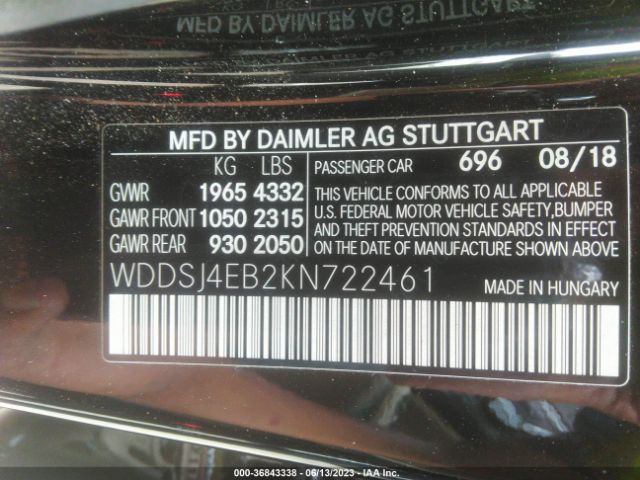 MFD BY DAIMLER AG STUTTGART
KG LBS
GVWR 1965 4332
GAWR FRONT 1050 2315
GAWR REAR 930 2050
PASSENGER CAR 696 08/18
THIS VEHICLE CONFORMS TO ALL APPLICABLE
U.S. FEDERAL MOTOR VEHICLE SAFETY,BUMPER
AND THEFT PREVENTION STANDARDS IN EFFECT
ON THE DATE OF MANUFACTURE SHOWN ABOVE.
WDDSJ4EB2KN722461
MADE IN HUNGARY
000-36843338 - 06/13/2023 - IAA Inc.